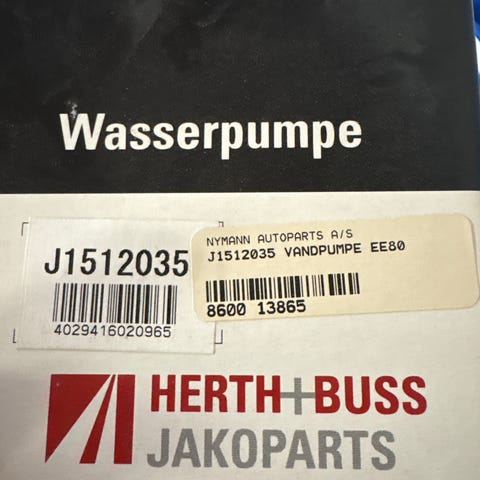 Wasserpumpe
J1512035
4029416020965
NYMANN AUTOPARTS A/S
J1512035 VANDPUMPE EE80
8600 13865
HERTH+BUSS
JAKOPARTS